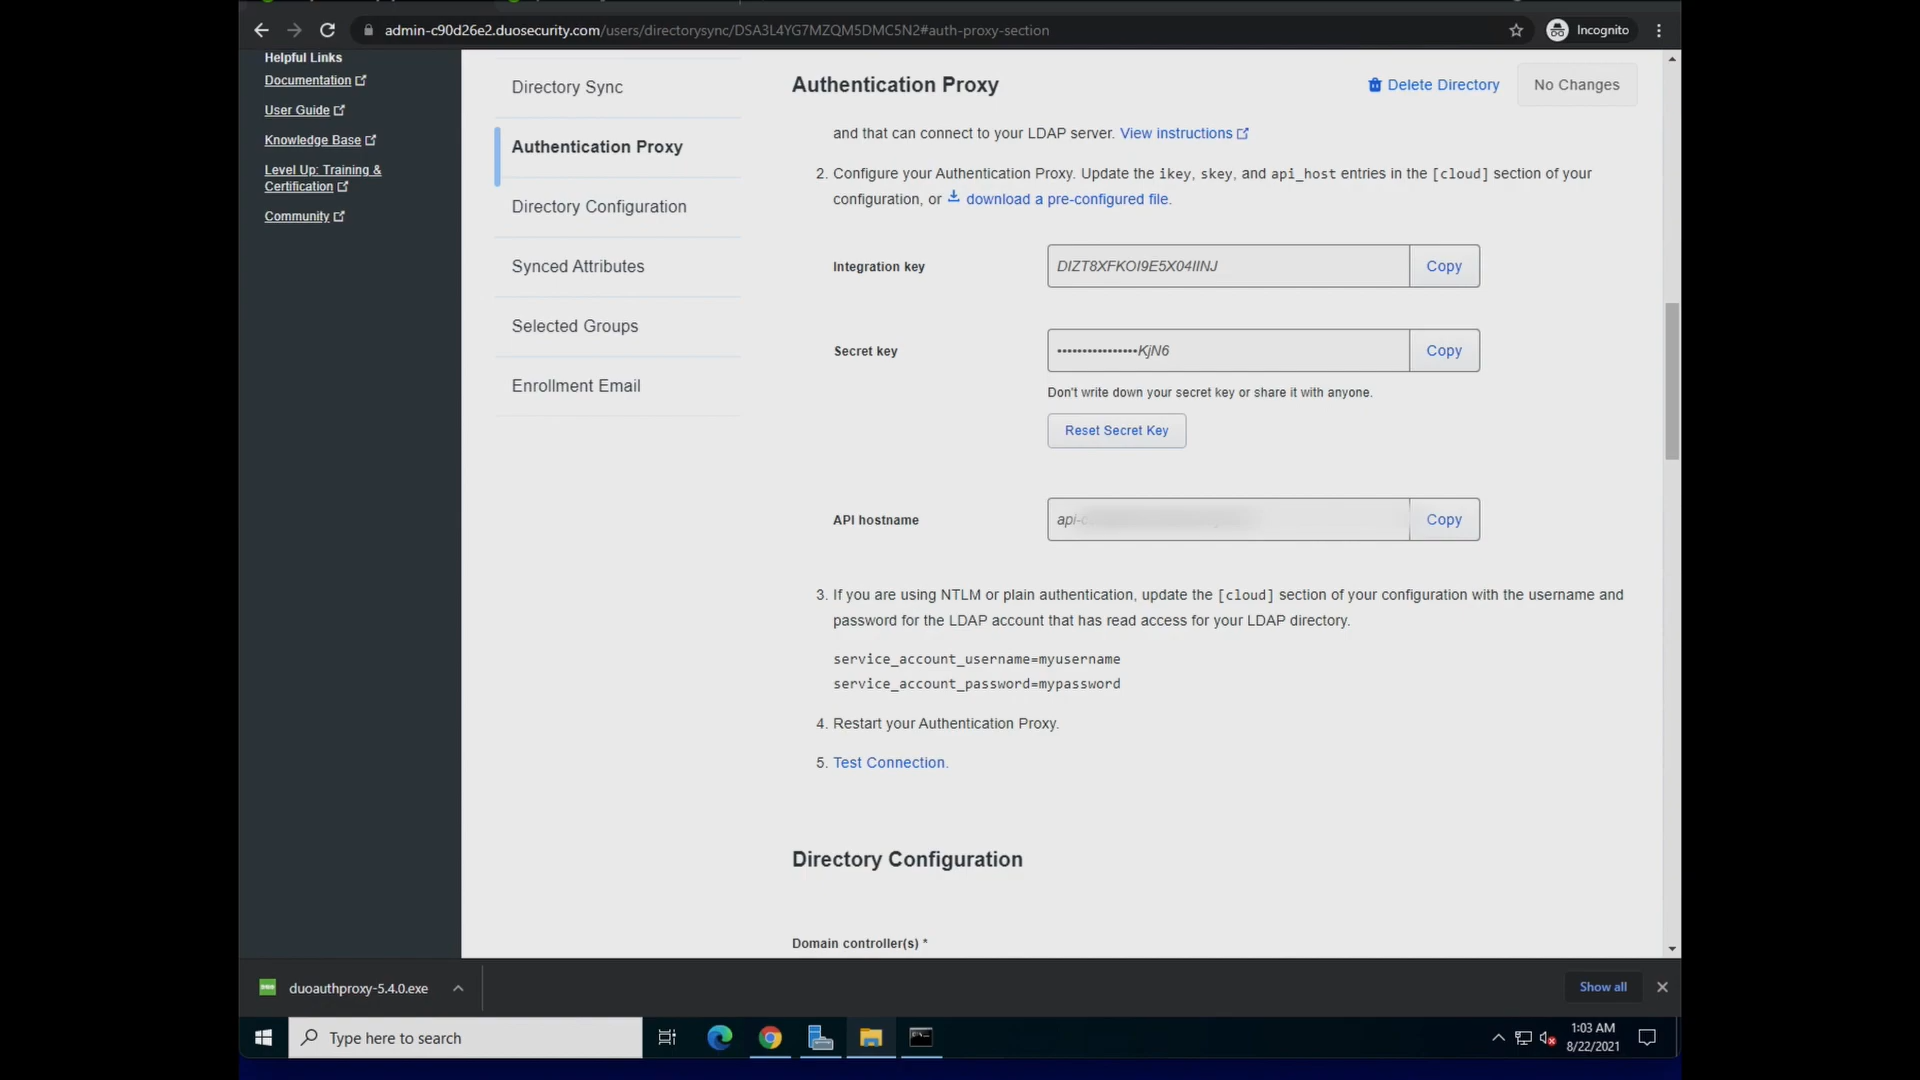 admin-c90d26e2.duosecurity.com/users/directorysync/DSA3L4YG7MZQM5DMC5N2#auth-proxy-section
Incognito
Helpful Links
Documentation
User Guide
Knowledge Base
Level Up: Training &
Certification
Community
Directory Sync
Authentication Proxy
Directory Configuration
Synced Attributes
Selected Groups
Enrollment Email
Authentication Proxy
Delete Directory
No Changes
and that can connect to your LDAP server. View instructions
2. Configure your Authentication Proxy. Update the ikey, skey, and api_host entries in the [cloud] section of your
configuration, or download a pre-configured file.
Integration key
DIZT8XFKOI9E5X04IINJ
Copy
Secret key
••••••••••••••••KjN6
Copy
Don't write down your secret key or share it with anyone.
Reset Secret Key
API hostname
api-
Copy
3. If you are using NTLM or plain authentication, update the [cloud] section of your configuration with the username and
password for the LDAP account that has read access for your LDAP directory.
service_account_username=myusername
service_account_password=mypassword
4. Restart your Authentication Proxy.
5. Test Connection.
Directory Configuration
Domain controller(s) *
duoauthproxy-5.4.0.exe
Show all
Type here to search
1:03 AM
8/22/2021